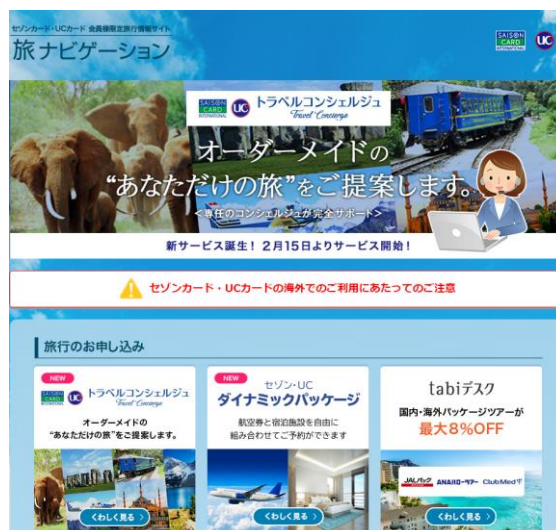 セゾンカード・UCカード 会員様限定旅行情報サイト
旅ナビゲーション
SAISON CARD INTERNATIONAL
UC
SAISON CARD INTERNATIONAL UC トラベルコンシェルジュ
Travel Concierge
オーダーメイドの
“あなただけの旅”をご提案します。
<専任のコンシェルジュが完全サポート>
新サービス誕生! 2月15日よりサービス開始!
セゾンカード・UCカードの海外でのご利用にあたってのご注意
旅行のお申し込み
NEW
SAISON CARD INTERNATIONAL UC トラベルコンシェルジュ
Travel Concierge
オーダーメイドの
“あなただけの旅”をご提案します。
くわしく見る
NEW
セゾン・UC
ダイナミックパッケージ
航空券と宿泊施設を自由に
組み合わせてご予約ができます
くわしく見る
tabiデスク
国内・海外パッケージツアーが
最大8%OFF
JALパック ANAハローツアー ClubMed
くわしく見る